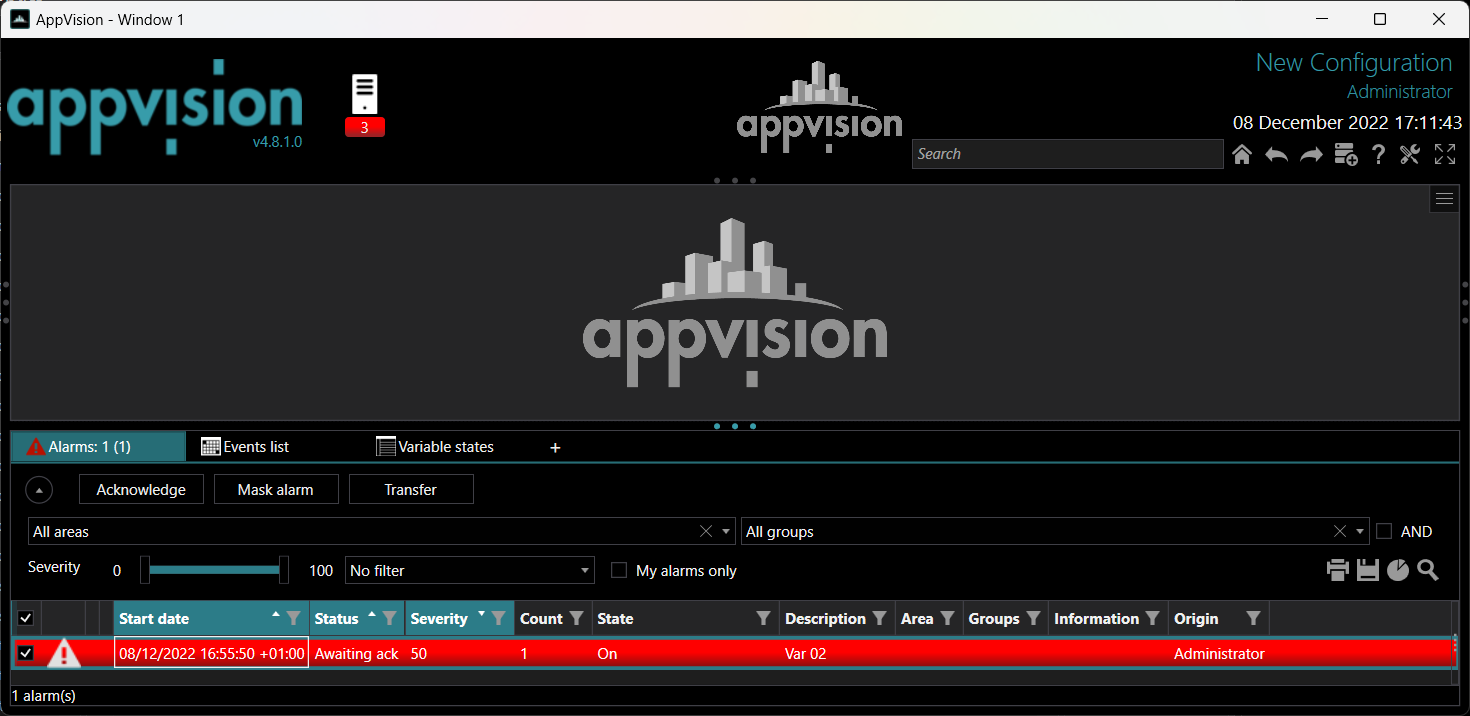 AppVision - Window 1
New Configuration
Administrator
08 December 2022 17:11:43
appvision
v4.8.1.0
3
appvision
Search
appvision
Alarms: 1 (1) Events list Variable states +
Acknowledge Mask alarm Transfer
All areas All groups AND
Severity 0 100 No filter My alarms only
Start date Status Severity Count State Description Area Groups Information Origin
08/12/2022 16:55:50 +01:00 Awaiting ack 50 1 On Var 02 Administrator
1 alarm(s)